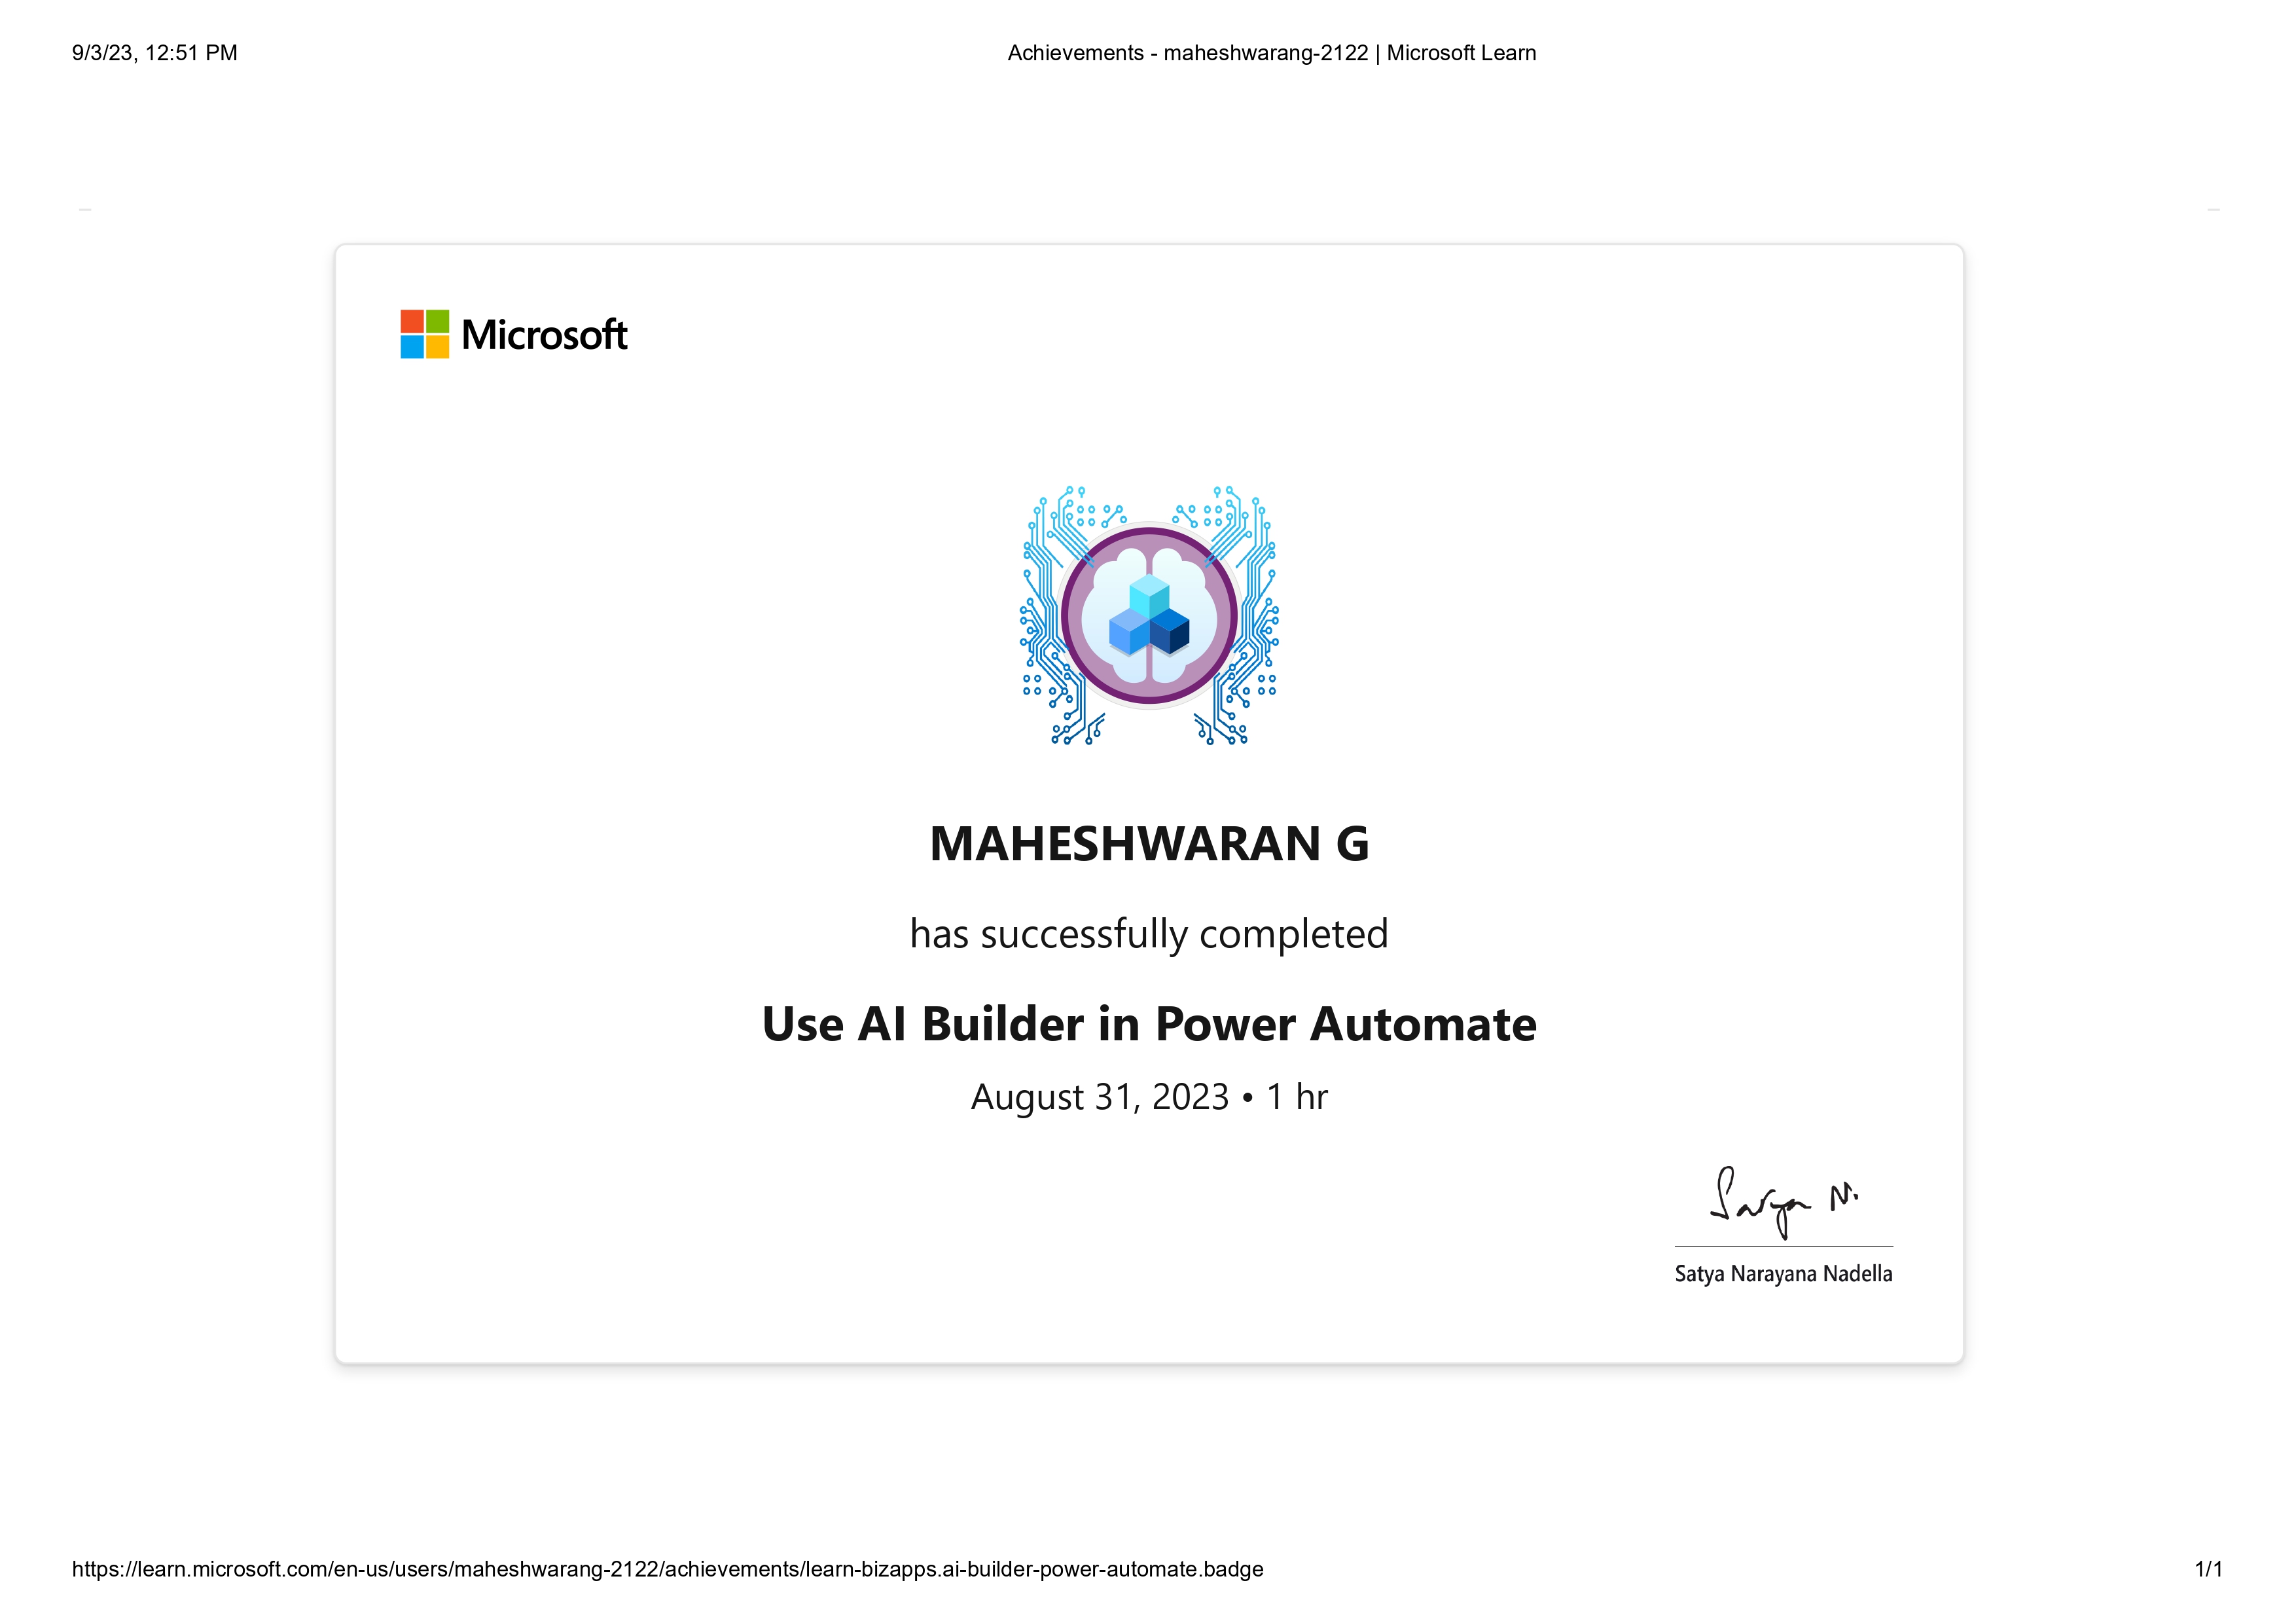 9/3/23, 12:51 PM
Achievements - maheshwarang-2122 | Microsoft Learn
Microsoft
MAHESHWARAN G
has successfully completed
Use AI Builder in Power Automate
August 31, 2023 • 1 hr
Satya N.
Satya Narayana Nadella
https://learn.microsoft.com/en-us/users/maheshwarang-2122/achievements/learn-bizapps.ai-builder-power-automate.badge
1/1